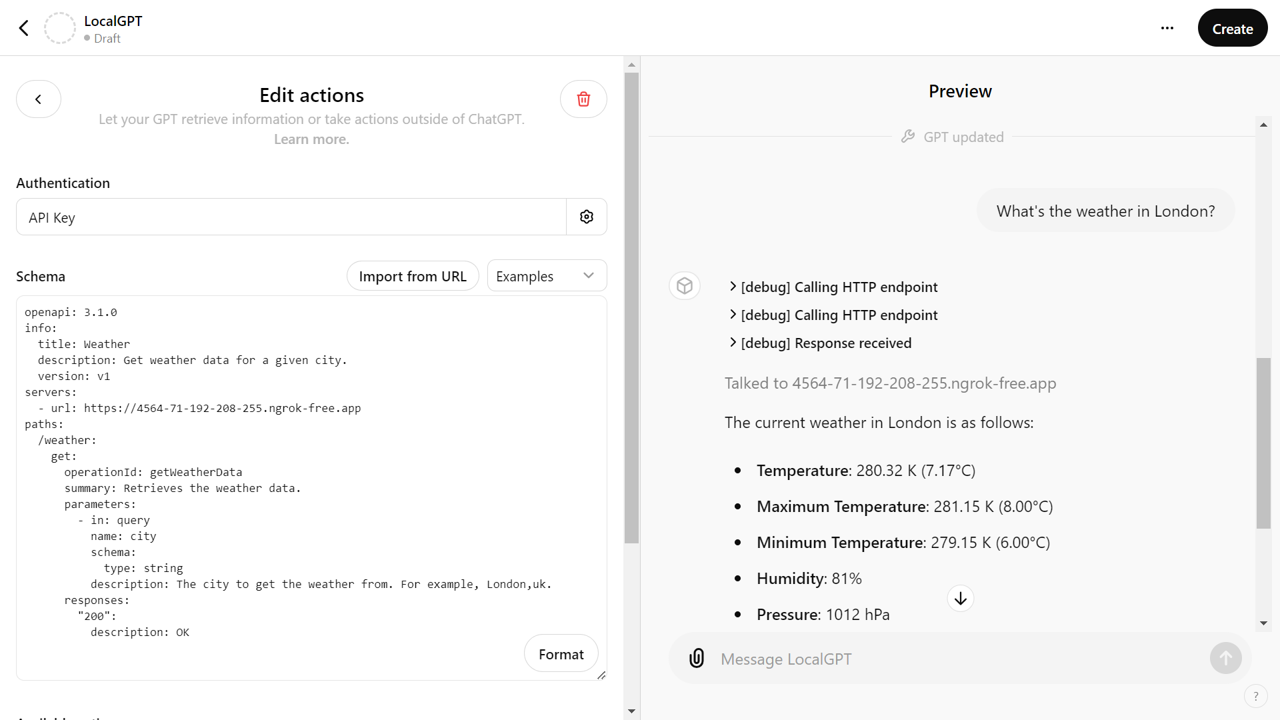 LocalGPT
Draft
Create
Edit actions
Let your GPT retrieve information or take actions outside of ChatGPT.
Learn more.
Authentication
API Key
Schema
Import from URL
Examples
openapi: 3.1.0
info:
  title: Weather
  description: Get weather data for a given city.
  version: v1
servers:
  - url: https://4564-71-192-208-255.ngrok-free.app
paths:
  /weather:
    get:
      operationId: getWeatherData
      summary: Retrieves the weather data.
      parameters:
        - in: query
          name: city
          schema:
            type: string
          description: The city to get the weather from. For example, London,uk.
      responses:
        "200":
          description: OK
Format
Preview
GPT updated
What's the weather in London?
[debug] Calling HTTP endpoint
[debug] Calling HTTP endpoint
[debug] Response received
Talked to 4564-71-192-208-255.ngrok-free.app
The current weather in London is as follows:
• Temperature: 280.32 K (7.17°C)
• Maximum Temperature: 281.15 K (8.00°C)
• Minimum Temperature: 279.15 K (6.00°C)
• Humidity: 81%
• Pressure: 1012 hPa
Message LocalGPT
?